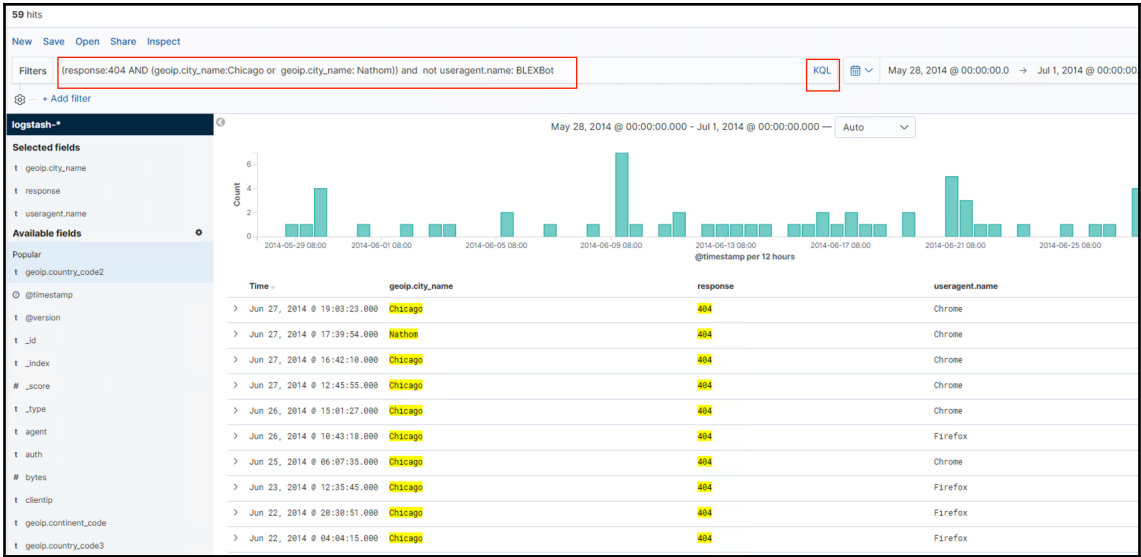 59 hits
New Save Open Share Inspect
Filters (response:404 AND (geoip.city_name:Chicago or geoip.city_name: Nathom)) and not useragent.name: BLEXBot KQL May 28, 2014 @ 00:00:00.0 → Jul 1, 2014 @ 00:00:00.
+ Add filter
logstash-*
May 28, 2014 @ 00:00:00.000 - Jul 1, 2014 @ 00:00:00.000 — Auto
Selected fields
t geoip.city_name
t response
t useragent.name
Available fields
Popular
t geoip.country_code2
@timestamp
t @version
t _id
t _index
# _score
t _type
t agent
t auth
# bytes
t clientip
t geoip.continent_code
t geoip.country_code3
Count
6
4
2
0
2014-05-29 08:00 2014-06-01 08:00 2014-06-05 08:00 2014-06-09 08:00 2014-06-13 08:00 2014-06-17 08:00 2014-06-21 08:00 2014-06-25 08:00
@timestamp per 12 hours
Time geoip.city_name response useragent.name
> Jun 27, 2014 @ 19:03:23.000 Chicago 404 Chrome
> Jun 27, 2014 @ 17:39:54.000 Nathom 404 Chrome
> Jun 27, 2014 @ 16:42:10.000 Chicago 404 Chrome
> Jun 27, 2014 @ 12:45:55.000 Chicago 404 Chrome
> Jun 26, 2014 @ 15:01:27.000 Chicago 404 Chrome
> Jun 26, 2014 @ 10:43:18.000 Chicago 404 Firefox
> Jun 25, 2014 @ 06:07:35.000 Chicago 404 Chrome
> Jun 23, 2014 @ 12:35:45.000 Chicago 404 Firefox
> Jun 22, 2014 @ 20:30:51.000 Chicago 404 Firefox
> Jun 22, 2014 @ 04:04:15.000 Chicago 404 Firefox